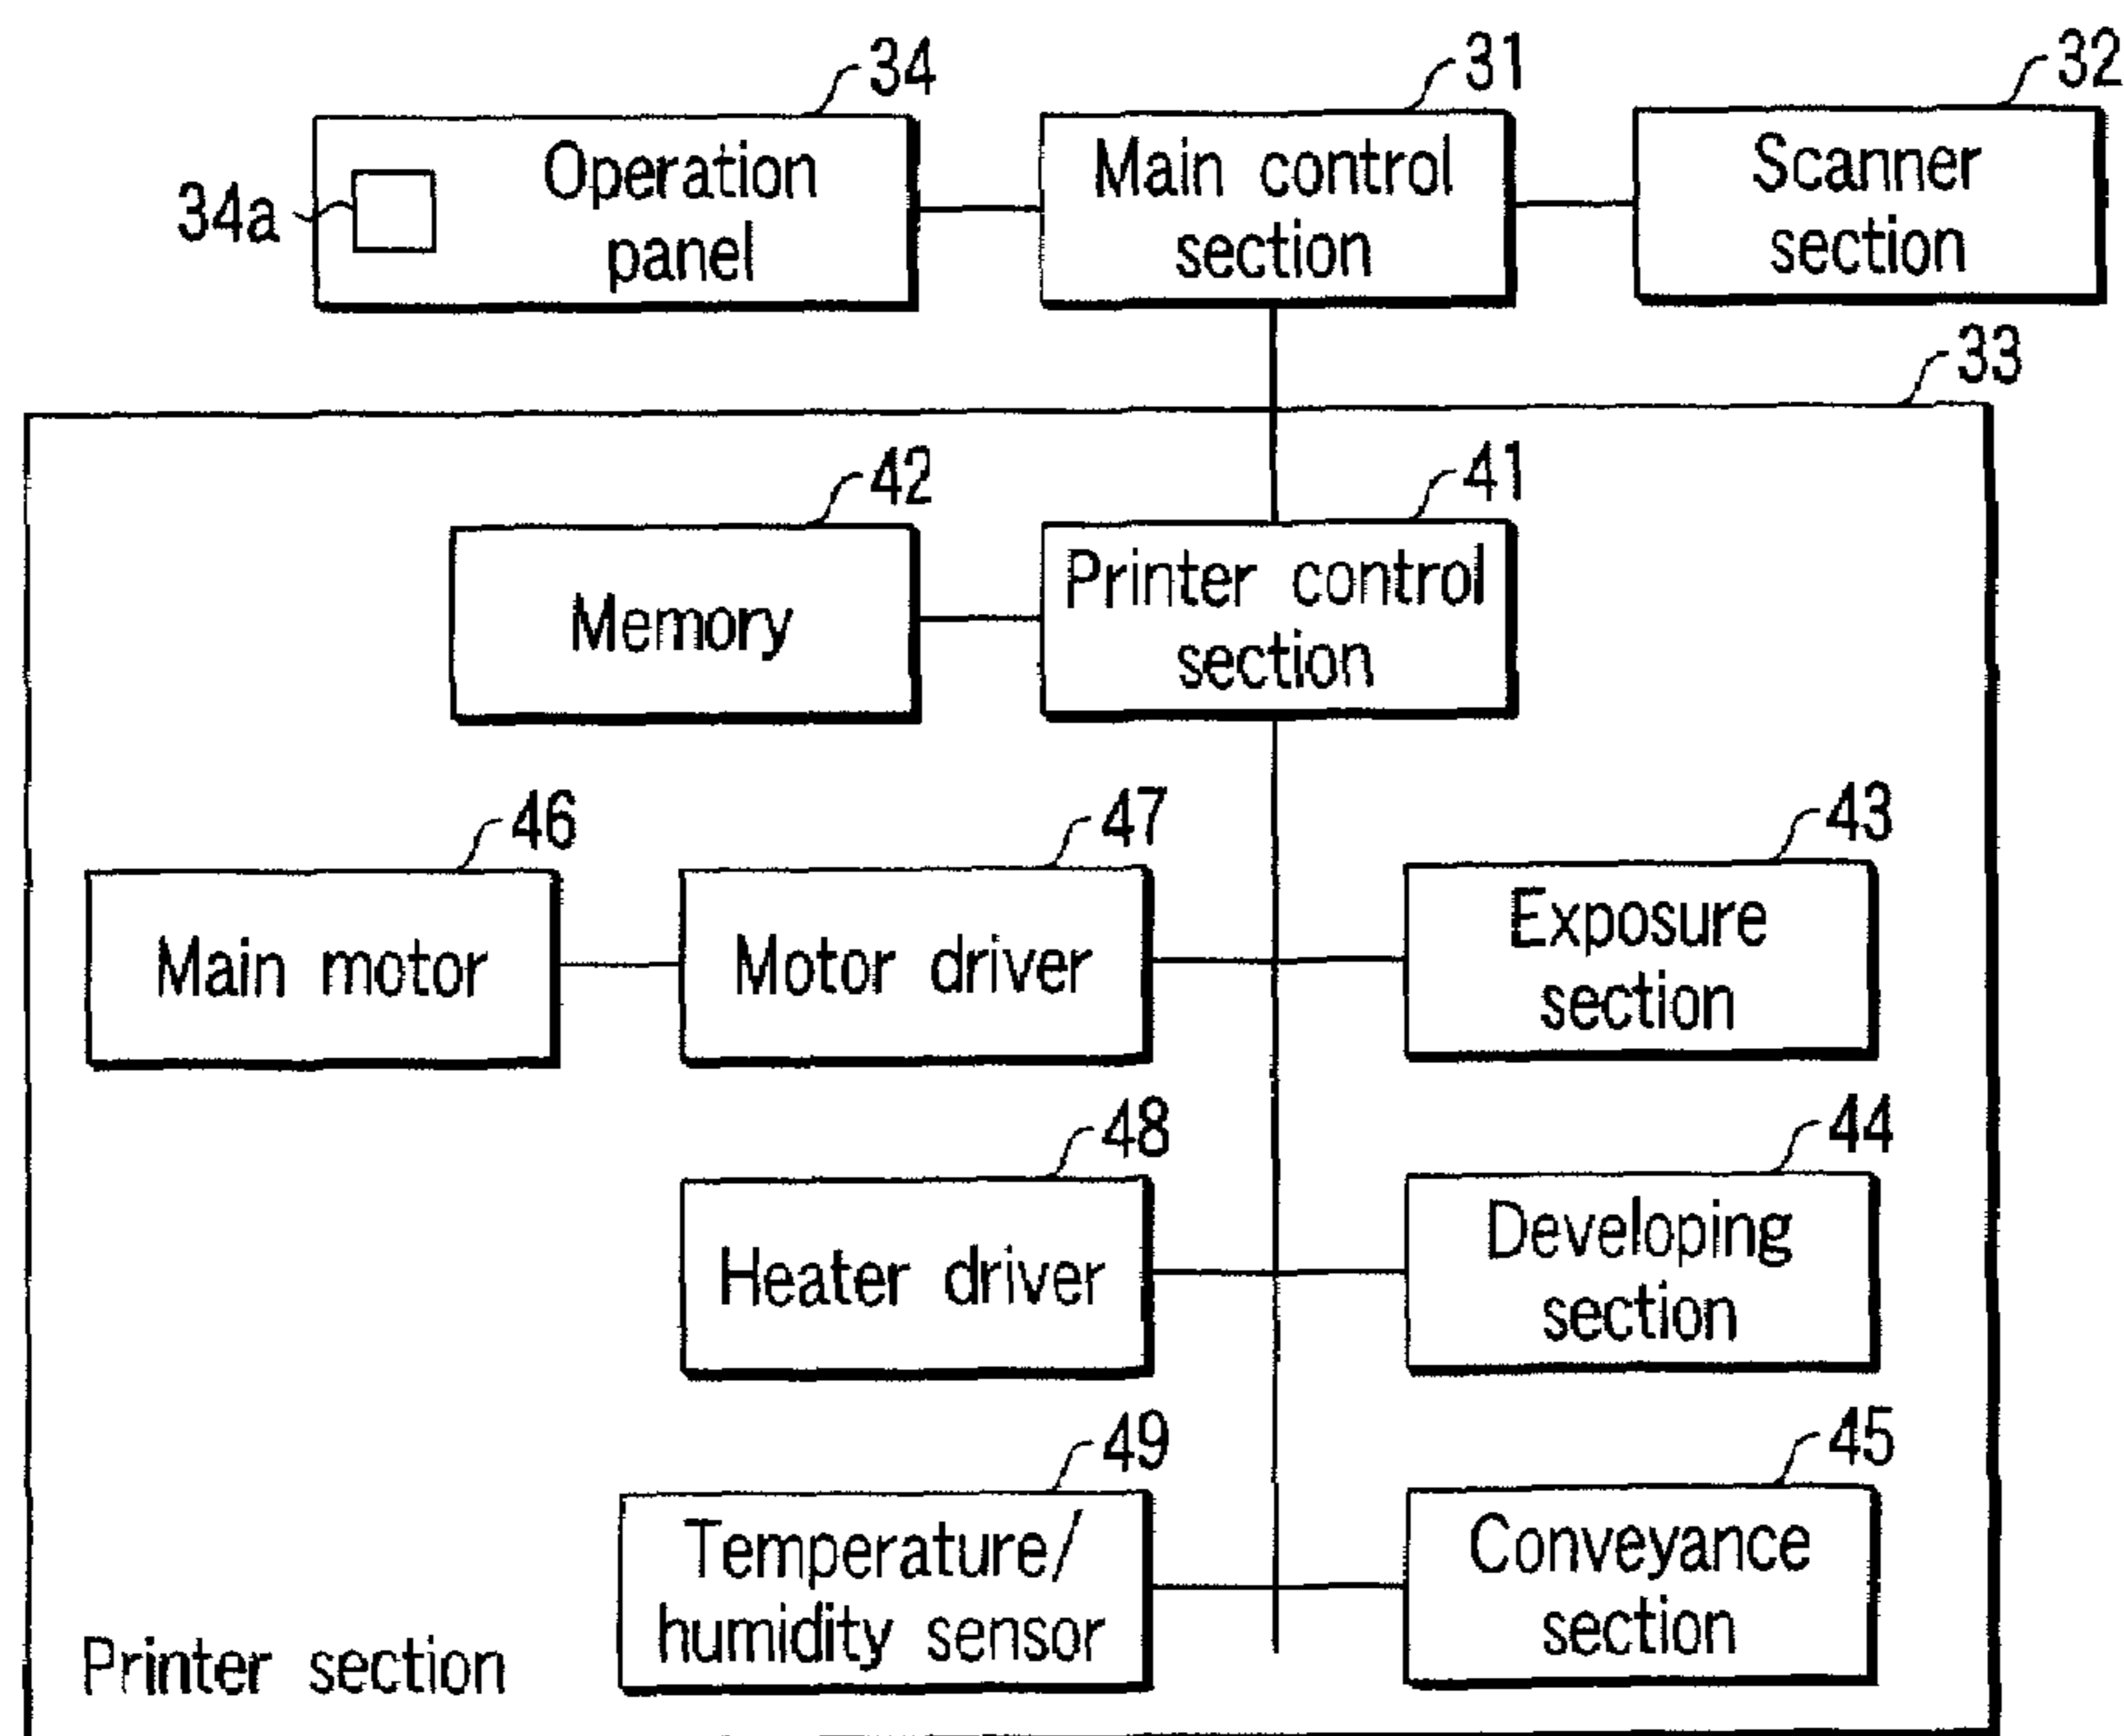 34
31
32
34a
Operation
panel
Main control
section
Scanner
section
33
42
41
Memory
Printer control
section
46
47
43
Main motor
Motor driver
Exposure
section
48
44
Heater driver
Developing
section
49
45
Temperature/
humidity sensor
Conveyance
section
Printer section